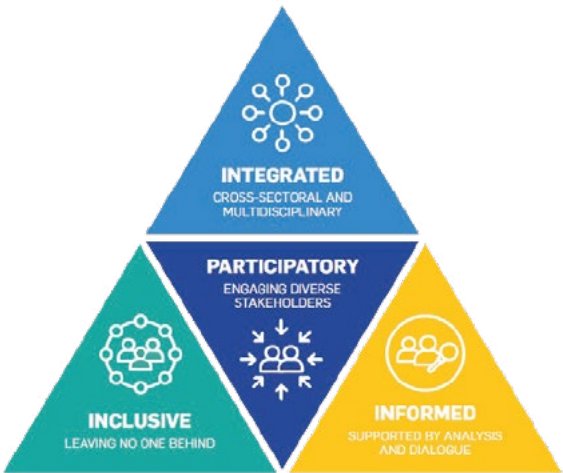 INTEGRATED
CROSS-SECTORAL AND
MULTIDISCIPLINARY
PARTICIPATORY
ENGAGING DIVERSE
STAKEHOLDERS
INCLUSIVE
LEAVING NO ONE BEHIND
INFORMED
SUPPORTED BY ANALYSIS
AND DIALOGUE